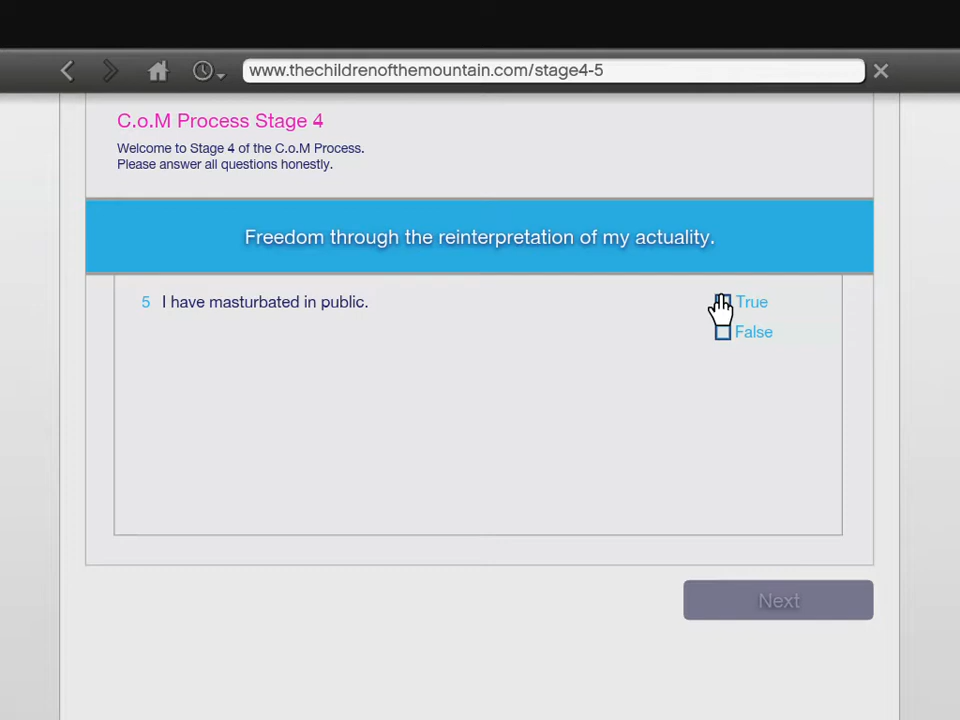 www.thechildrenofthemountain.com/stage4-5
C.o.M Process Stage 4
Welcome to Stage 4 of the C.o.M Process.
Please answer all questions honestly.
Freedom through the reinterpretation of my actuality.
5 I have masturbated in public. True
False
Next